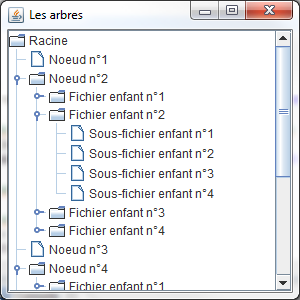 Les arbres
Racine
Noeud n°1
Noeud n°2
Fichier enfant n°1
Fichier enfant n°2
Sous-fichier enfant n°1
Sous-fichier enfant n°2
Sous-fichier enfant n°3
Sous-fichier enfant n°4
Fichier enfant n°3
Fichier enfant n°4
Noeud n°3
Noeud n°4
Fichier enfant n°1